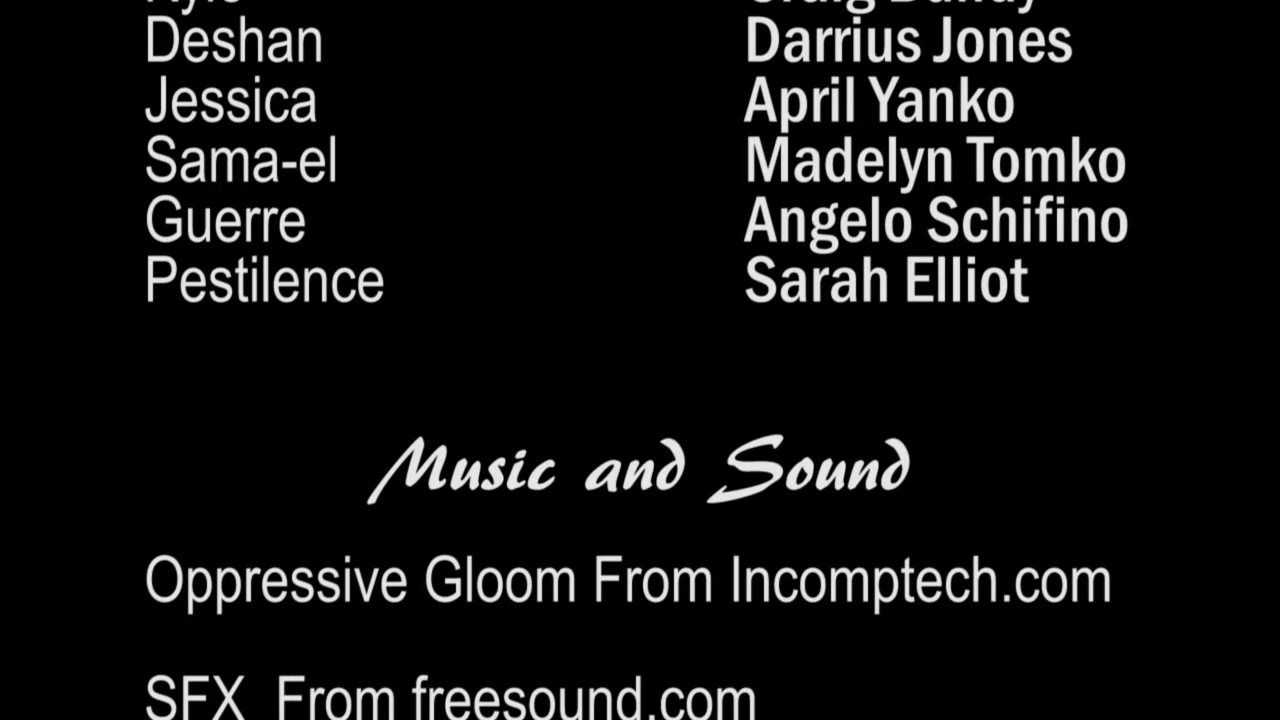 Deshan Darrius Jones
Jessica April Yanko
Sama-el Madelyn Tomko
Guerre Angelo Schifino
Pestilence Sarah Elliot
Music and Sound
Oppressive Gloom From Incomptech.com
SFX From freesound.com